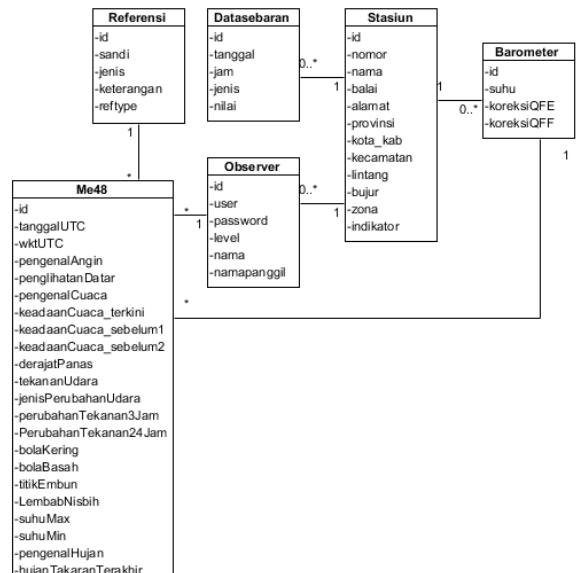 Referensi
-id
-sandi
-jenis
-keterangan
-reftype
Datasebaran
-id
-tanggal
-jam
-jenis
-nilai
Stasiun
-id
-nomor
-nama
-balai
-alamat
-provinsi
-kota_kab
-kecamatan
-lintang
-bujur
-zona
-indikator
Barometer
-id
-suhu
-koreksiQFE
-koreksiQFF
0..*
1
1
0..*
1
1
*
Observer
-id
-user
-password
-level
-nama
-namapanggil
0..*
1
*
1
*
Me48
-id
-tanggalUTC
-wktUTC
-pengenalAngin
-penglihatanDatar
-pengenalCuaca
-keadaanCuaca_terkini
-keadaanCuaca_sebelum1
-keadaanCuaca_sebelum2
-derajatPanas
-tekananUdara
-jenisPerubahanUdara
-perubahanTekanan3Jam
-PerubahanTekanan24Jam
-bolaKering
-bolaBasah
-titikEmbun
-LembabNisbih
-suhuMax
-suhuMin
-pengenalHujan
-hujanTakaranTerakhir